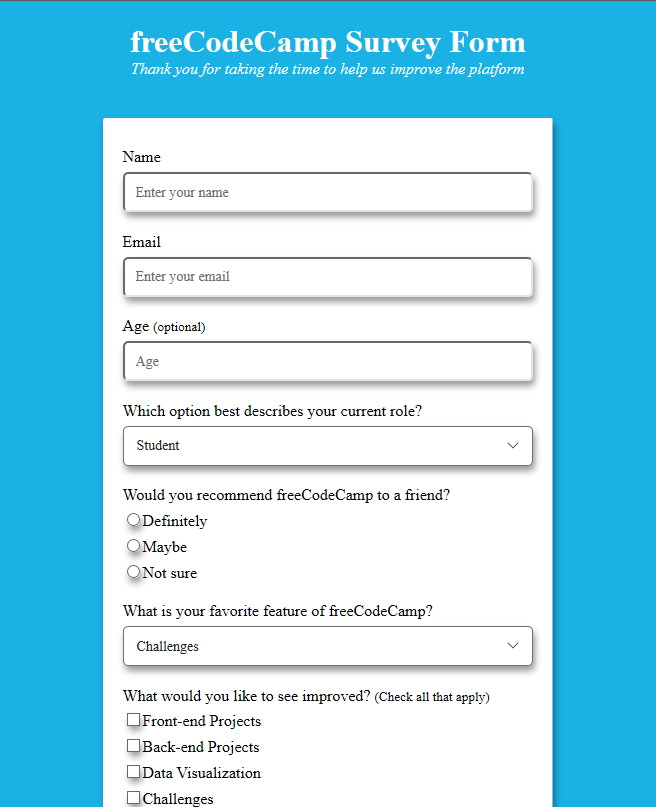 freeCodeCamp Survey Form
Thank you for taking the time to help us improve the platform
Name
Enter your name
Email
Enter your email
Age (optional)
Age
Which option best describes your current role?
Student
Would you recommend freeCodeCamp to a friend?
Definitely
Maybe
Not sure
What is your favorite feature of freeCodeCamp?
Challenges
What would you like to see improved? (Check all that apply)
Front-end Projects
Back-end Projects
Data Visualization
Challenges